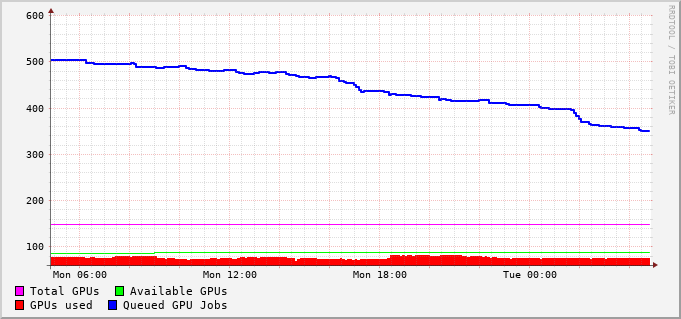 600
500
400
300
200
100
Mon 06:00 Mon 12:00 Mon 18:00 Tue 00:00
Total GPUs Available GPUs
GPUs used Queued GPU Jobs
RRDTOOL / TOBI OETIKER